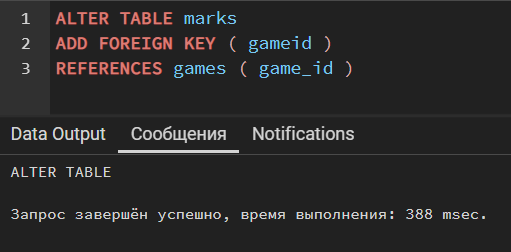 1 ALTER TABLE marks
2 ADD FOREIGN KEY ( gameid )
3 REFERENCES games ( game_id )
Data Output Сообщения Notifications
ALTER TABLE
Запрос завершён успешно, время выполнения: 388 msec.